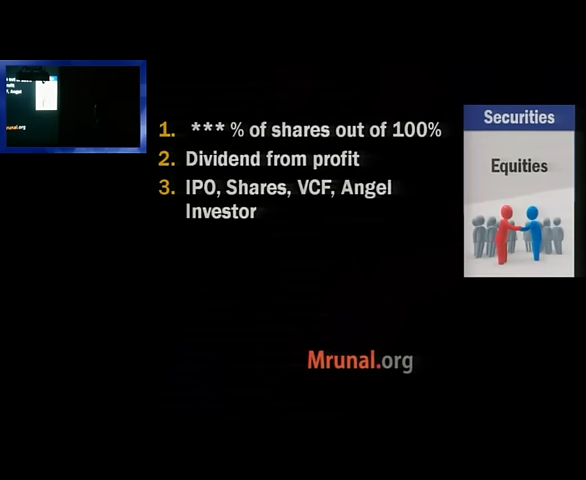 1. *** % of shares out of 100%
2. Dividend from profit
3. IPO, Shares, VCF, Angel
Investor
Securities
Equities
Mrunal.org